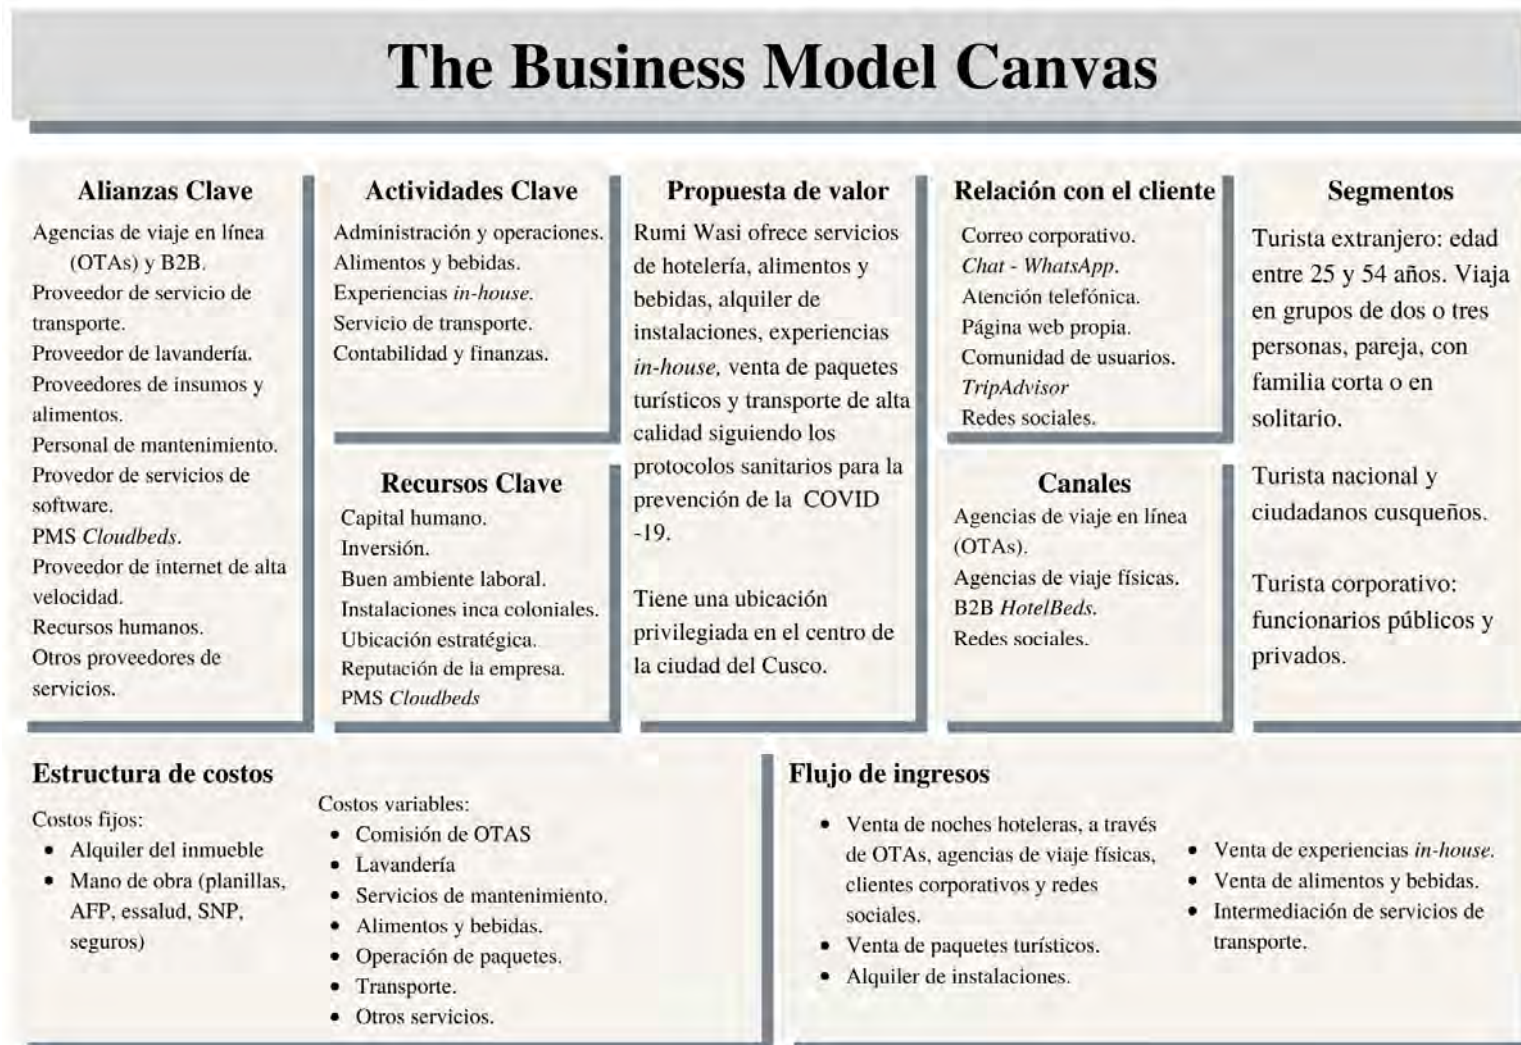 The Business Model Canvas
Alianzas Clave
Agencias de viaje en línea
(OTAs) y B2B.
Proveedor de servicio de
transporte.
Proveedor de lavandería.
Proveedores de insumos y
alimentos.
Personal de mantenimiento.
Provedor de servicios de
software.
PMS Cloudbeds.
Proveedor de internet de alta
velocidad.
Recursos humanos.
Otros proveedores de
servicios.
Actividades Clave
Administración y operaciones.
Alimentos y bebidas.
Experiencias in-house.
Servicio de transporte.
Contabilidad y finanzas.
Recursos Clave
Capital humano.
Inversión.
Buen ambiente laboral.
Instalaciones inca coloniales.
Ubicación estratégica.
Reputación de la empresa.
PMS Cloudbeds
Propuesta de valor
Rumi Wasi ofrece servicios
de hotelería, alimentos y
bebidas, alquiler de
instalaciones, experiencias
in-house, venta de paquetes
turísticos y transporte de alta
calidad siguiendo los
protocolos sanitarios para la
prevención de la COVID
-19.
Tiene una ubicación
privilegiada en el centro de
la ciudad del Cusco.
Relación con el cliente
Correo corporativo.
Chat - WhatsApp.
Atención telefónica.
Página web propia.
Comunidad de usuarios.
TripAdvisor
Redes sociales.
Canales
Agencias de viaje en línea
(OTAs).
Agencias de viaje físicas.
B2B HotelBeds.
Redes sociales.
Segmentos
Turista extranjero: edad
entre 25 y 54 años. Viaja
en grupos de dos o tres
personas, pareja, con
familia corta o en
solitario.
Turista nacional y
ciudadanos cusqueños.
Turista corporativo:
funcionarios públicos y
privados.
Estructura de costos
Costos fijos:
• Alquiler del inmueble
• Mano de obra (planillas,
AFP, essalud, SNP,
seguros)
Costos variables:
• Comisión de OTAS
• Lavandería
• Servicios de mantenimiento.
• Alimentos y bebidas.
• Operación de paquetes.
• Transporte.
• Otros servicios.
Flujo de ingresos
• Venta de noches hoteleras, a través
de OTAs, agencias de viaje físicas,
clientes corporativos y redes
sociales.
• Venta de paquetes turísticos.
• Alquiler de instalaciones.
• Venta de experiencias in-house.
• Venta de alimentos y bebidas.
• Intermediación de servicios de
transporte.